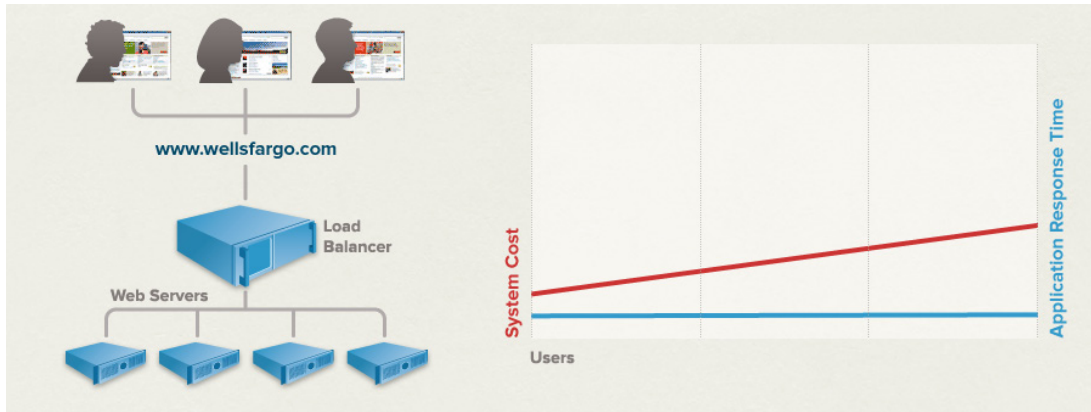 www.wellsfargo.com
Load
Balancer
Web Servers
System Cost
Application Response Time
Users